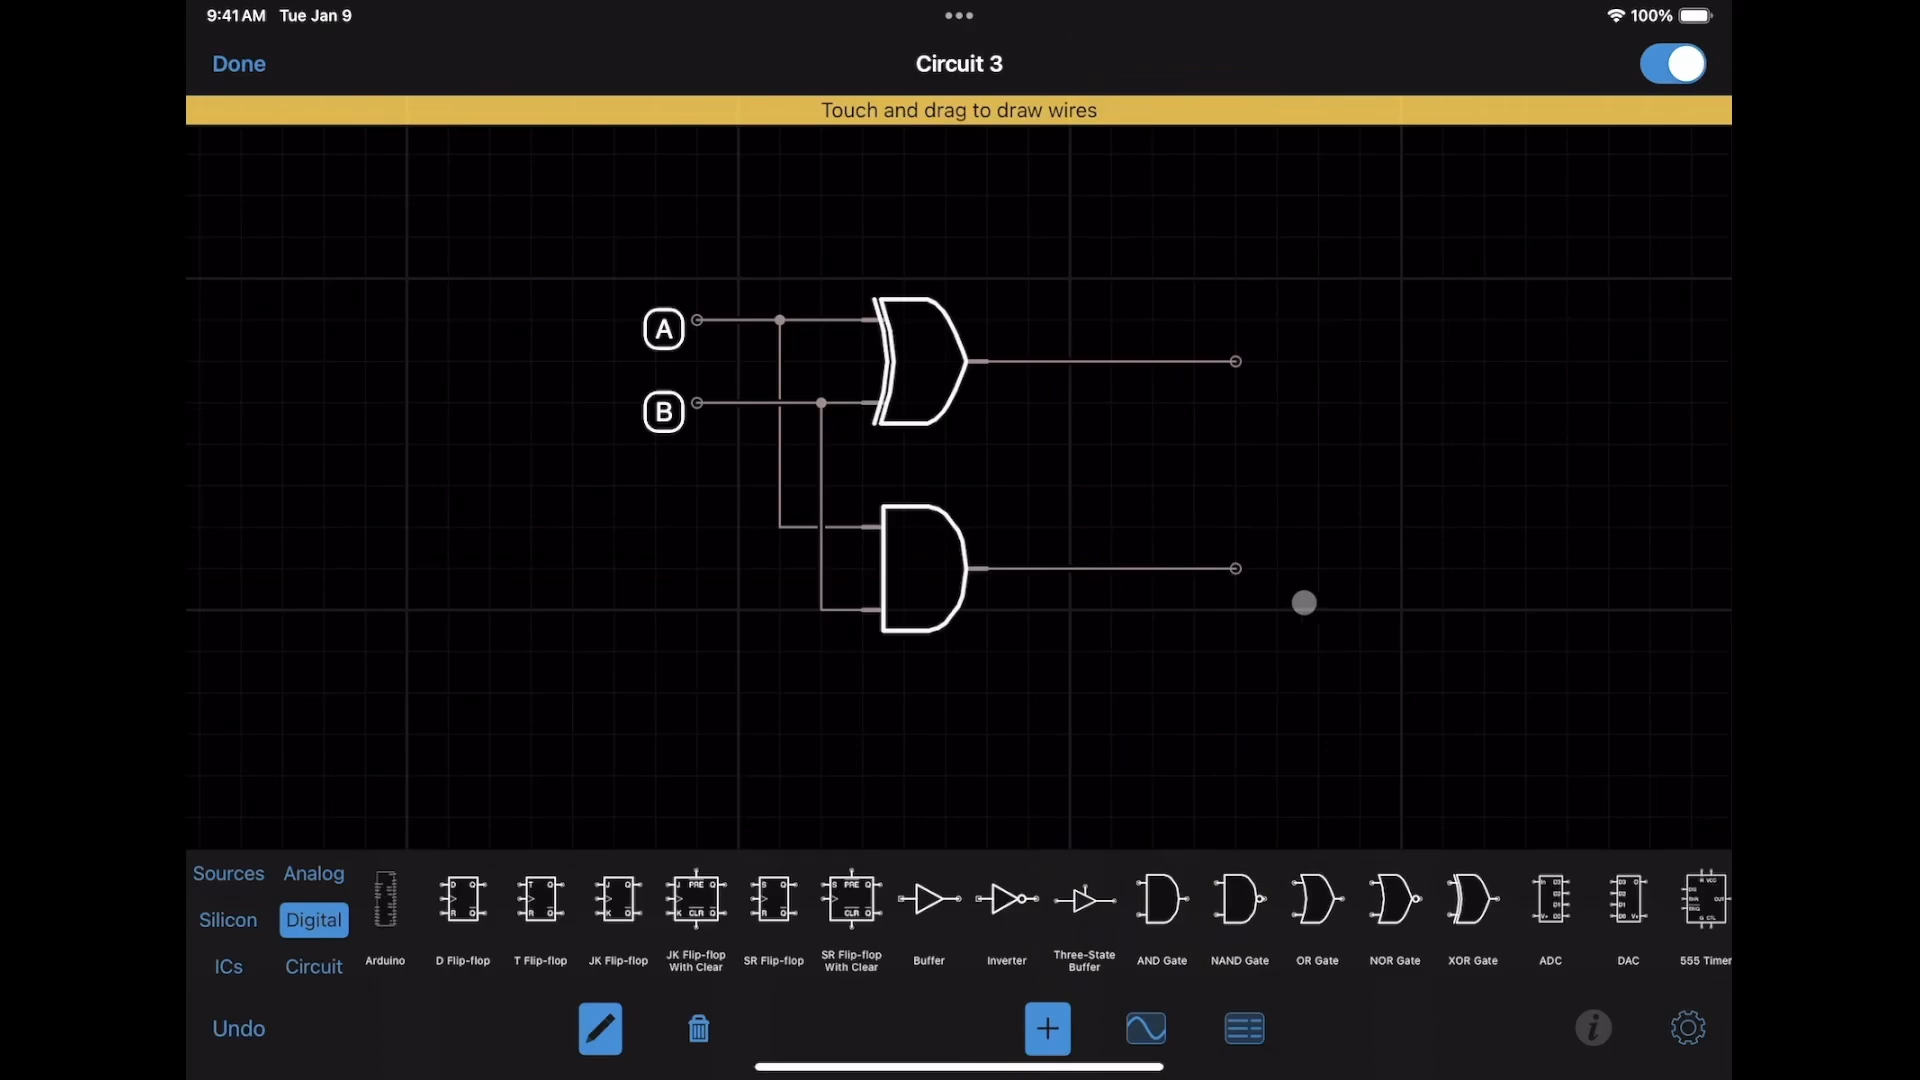 9:41 AM Tue Jan 9
100%
Done
Circuit 3
Touch and drag to draw wires
A
B
Sources
Analog
Silicon
Digital
ICs
Circuit
Arduino
D Flip-flop
T Flip-flop
JK Flip-flop
JK Flip-flop
With Clear
SR Flip-flop
SR Flip-flop
With Clear
Buffer
Inverter
Three-State
Buffer
AND Gate
NAND Gate
OR Gate
NOR Gate
XOR Gate
ADC
DAC
555 Timer
Undo